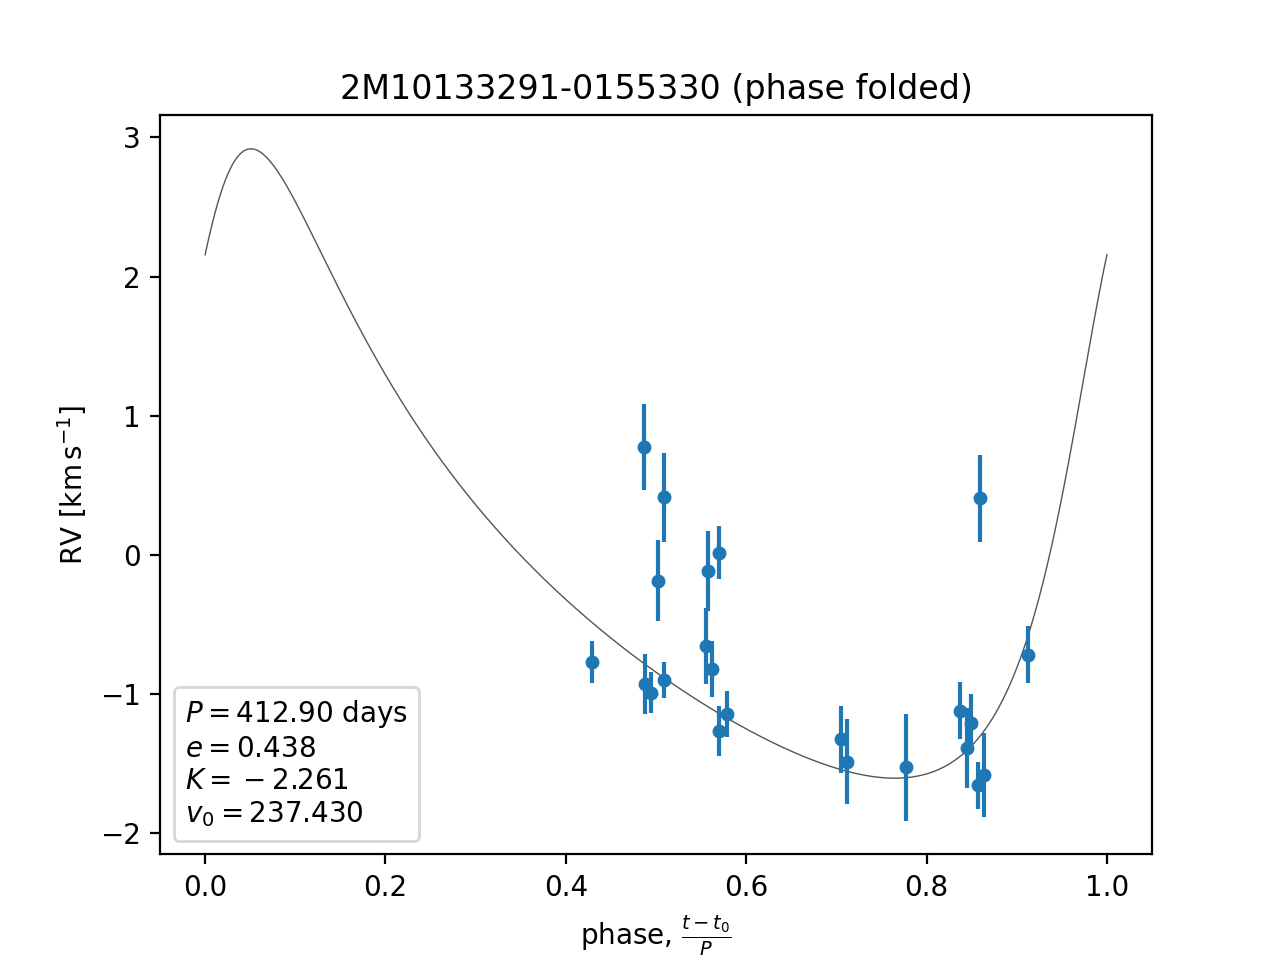 2M10133291-0155330 (phase folded)
RV [km s⁻¹]
3
2
1
0
−1
−2
P = 412.90 days
e = 0.438
K = −2.261
v₀ = 237.430
0.0 0.2 0.4 0.6 0.8 1.0
phase, (t − t₀)/P